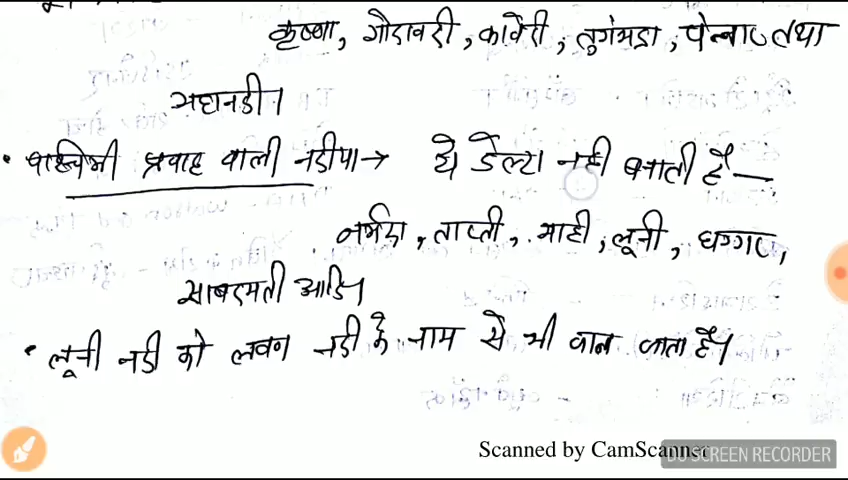 कृष्णा, गोदावरी, कावेरी, तुगंभद्रा, पेन्नार तथा
महानदी।
• पश्चिमी प्रवाह वाली नदीया → ये डेल्टा नही बनाती है —
नर्मदा, ताप्ती, माही, लूनी, घग्गर,
साबरमती आदि।
• लूनी नदी को लवण नदी के नाम से भी जाना जाता है।
Scanned by CamScanner
DU SCREEN RECORDER